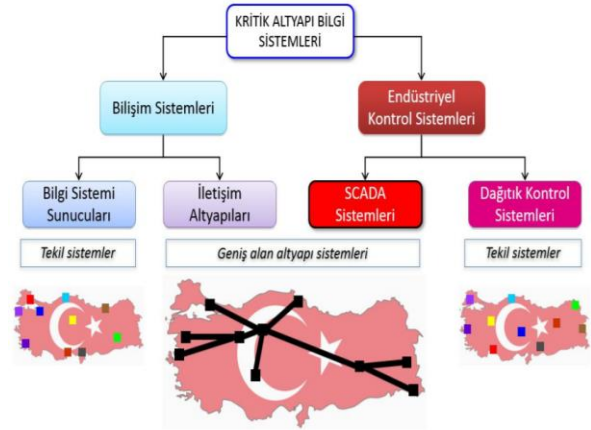 KRİTİK ALTYAPI BİLGİ
SİSTEMLERİ
Bilişim Sistemleri
Endüstriyel
Kontrol Sistemleri
Bilgi Sistemi
Sunucuları
İletişim
Altyapıları
SCADA
Sistemleri
Dağıtık Kontrol
Sistemleri
Tekil sistemler
Geniş alan altyapı sistemleri
Tekil sistemler